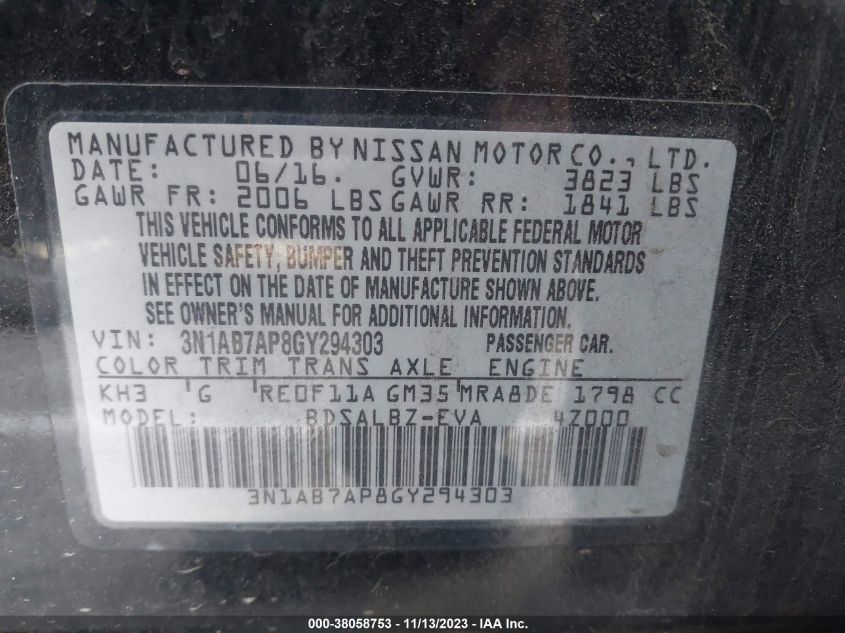 MANUFACTURED BY NISSAN MOTOR CO., LTD.
DATE: 06/16. GVWR: 3823 LBS
GAWR FR: 2006 LBS GAWR RR: 1841 LBS
THIS VEHICLE CONFORMS TO ALL APPLICABLE FEDERAL MOTOR
VEHICLE SAFETY, BUMPER AND THEFT PREVENTION STANDARDS
IN EFFECT ON THE DATE OF MANUFACTURE SHOWN ABOVE.
SEE OWNER'S MANUAL FOR ADDITIONAL INFORMATION.
VIN: 3N1AB7AP8GY294303 PASSENGER CAR.
COLOR TRIM TRANS AXLE ENGINE
KH3 G RE0F11A GM35 MRA8DE 1798 CC
MODEL: BDSALBZ-EVA 4Z000
3N1AB7AP8GY294303
000-38058753 - 11/13/2023 - IAAI.com